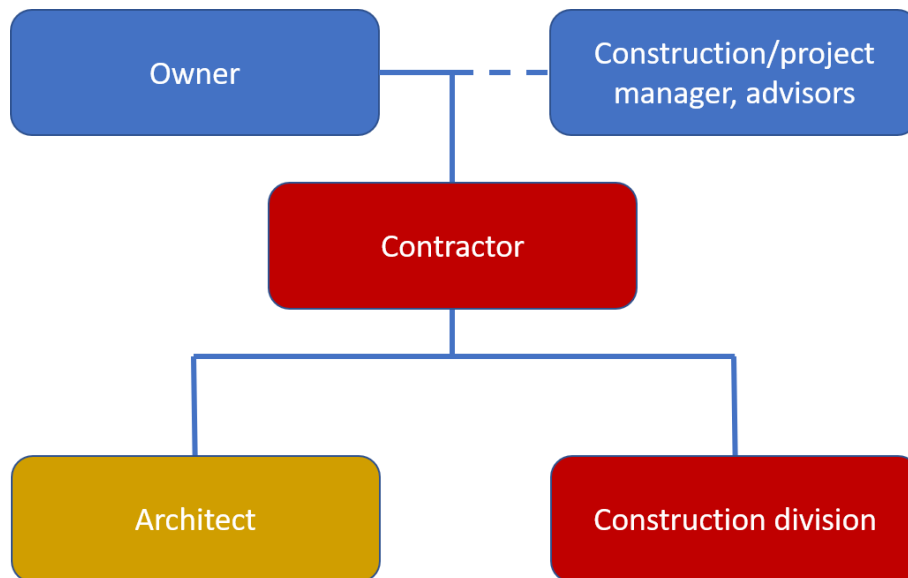 Owner
Construction/project
manager, advisors
Contractor
Architect
Construction division